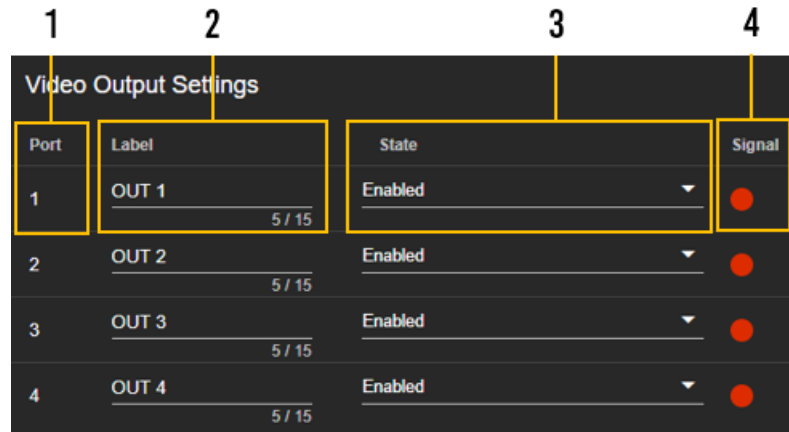 1 2 3 4
Video Output Settings
Port Label State Signal
1 OUT 1 Enabled
5 / 15
2 OUT 2 Enabled
5 / 15
3 OUT 3 Enabled
5 / 15
4 OUT 4 Enabled
5 / 15